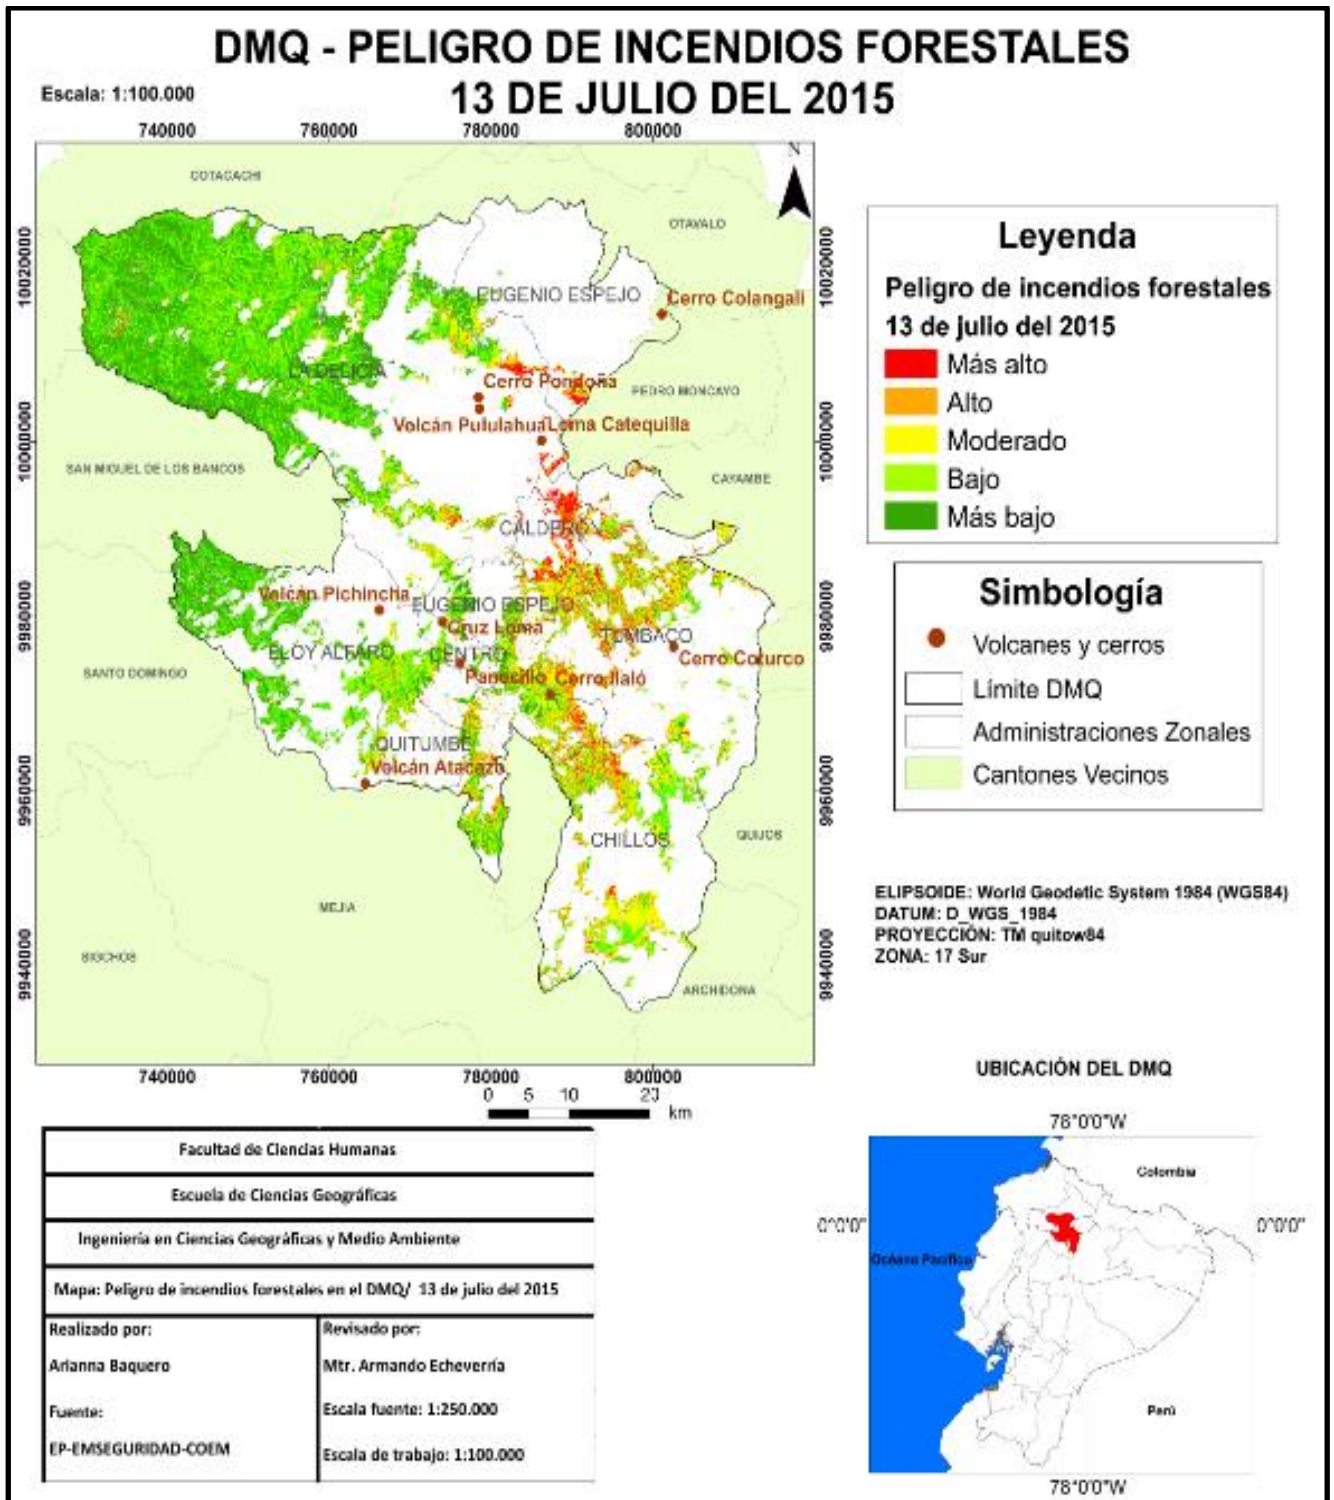 DMQ - PELIGRO DE INCENDIOS FORESTALES
13 DE JULIO DEL 2015
Escala: 1:100.000
740000 760000 780000 800000
N
COTACACHI
OTAVALO
EUGENIO ESPEJO
Cerro Colangali
LA DELICIA
Cerro Pondoña
PEDRO MONCAYO
Volcán Pululahua Loma Catequilla
SAN MIGUEL DE LOS BANCOS
CAYAMBE
CALDERÓN
Volcán Pichincha
EUGENIO ESPEJO
Cruz Loma
TUMBACO
ELOY ALFARO
CENTRO
Cerro Coturco
SANTO DOMINGO
Panecillo Cerro Ilaló
QUITUMBE
Volcán Atacazo
CHILLOS
QUIJOS
MEJIA
SIGCHOS
ARCHIDONA
10020000
10000000
9980000
9960000
9940000
10020000
10000000
9980000
9960000
9940000
740000 760000 780000 800000
0 5 10 20
km
Leyenda
Peligro de incendios forestales
13 de julio del 2015
Más alto
Alto
Moderado
Bajo
Más bajo
Simbología
Volcanes y cerros
Límite DMQ
Administraciones Zonales
Cantones Vecinos
ELIPSOIDE: World Geodetic System 1984 (WGS84)
DATUM: D_WGS_1984
PROYECCIÓN: TM quitow84
ZONA: 17 Sur
UBICACIÓN DEL DMQ
78°0'0"W
Colombia
0°0'0"
0°0'0"
Océano Pacífico
Perú
78°0'0"W
Facultad de Ciencias Humanas
Escuela de Ciencias Geográficas
Ingeniería en Ciencias Geográficas y Medio Ambiente
Mapa: Peligro de incendios forestales en el DMQ/ 13 de julio del 2015
Realizado por:
Arianna Baquero
Fuente:
EP-EMSEGURIDAD-COEM
Revisado por:
Mtr. Armando Echeverría
Escala fuente: 1:250.000
Escala de trabajo: 1:100.000